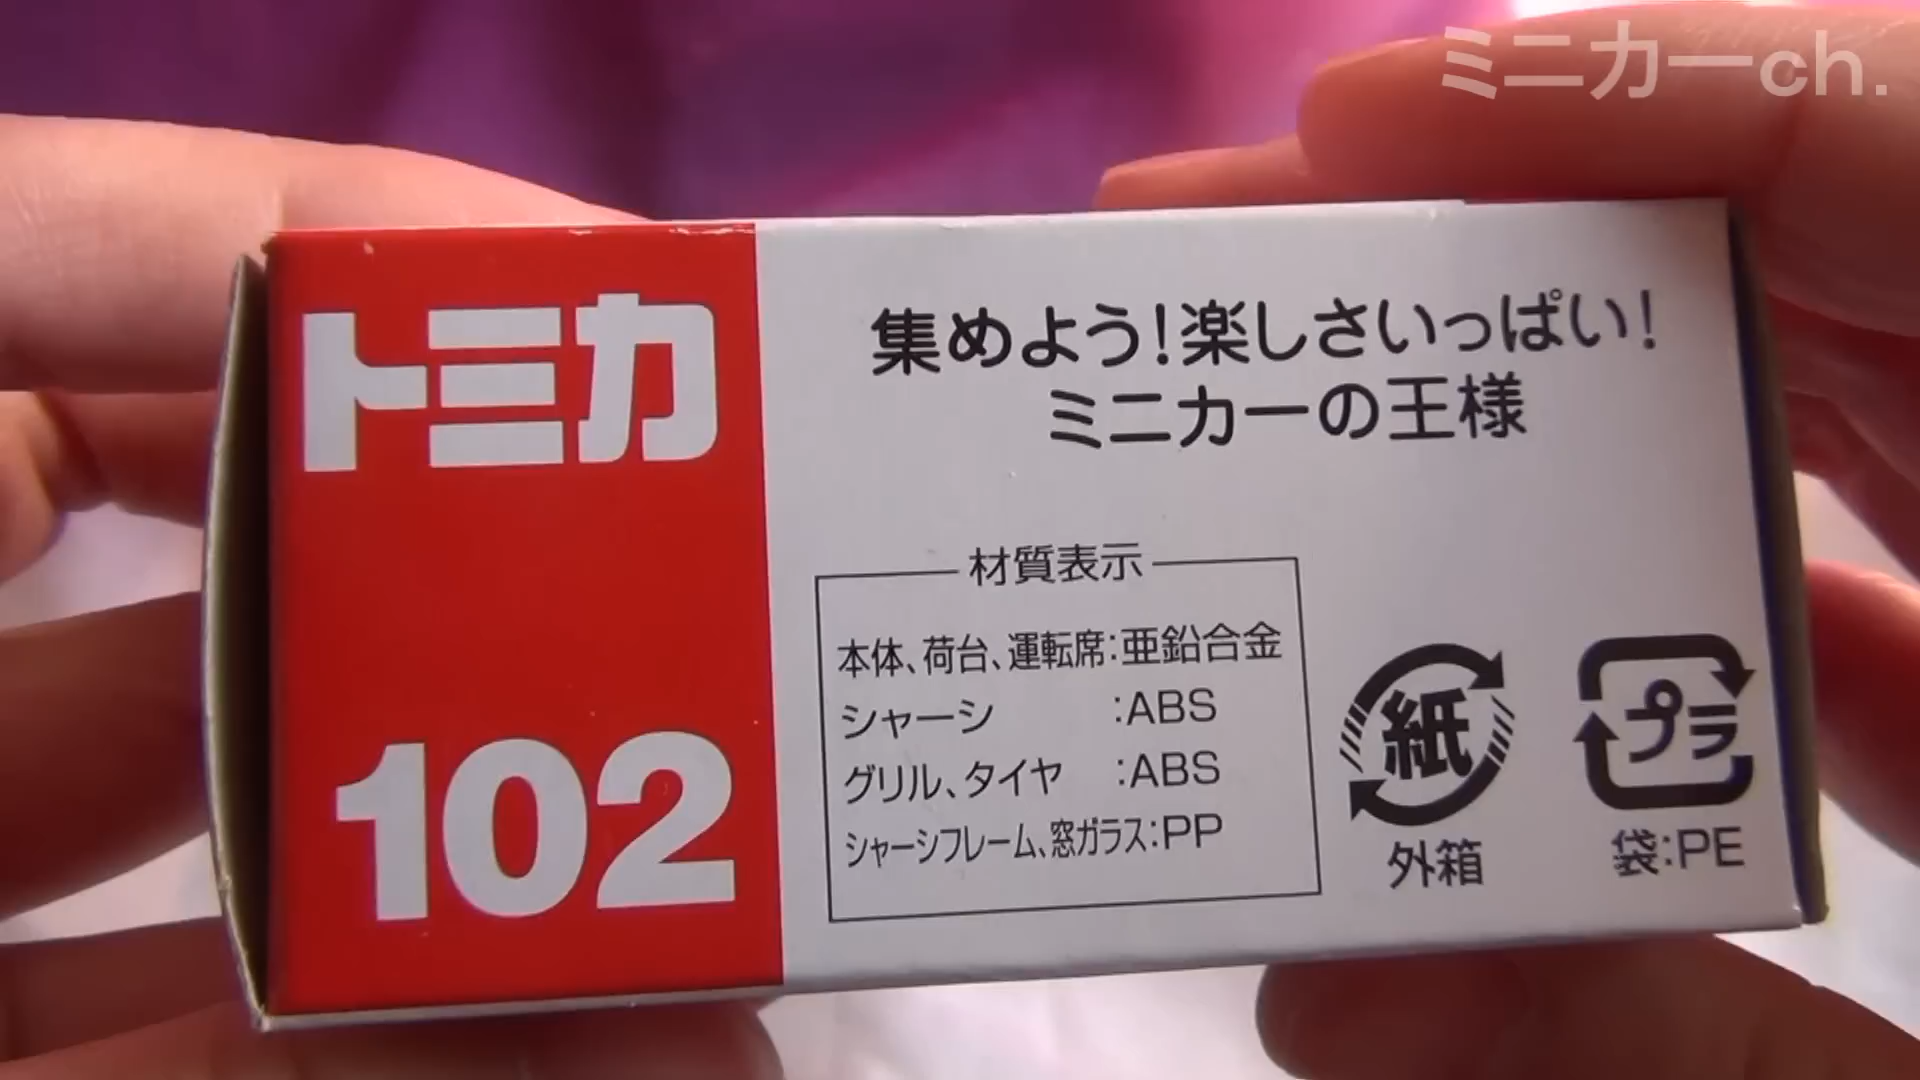 ミニカーch.
トミカ
102
集めよう!楽しさいっぱい!
ミニカーの王様
材質表示
本体、荷台、運転席:亜鉛合金
シャーシ :ABS
グリル、タイヤ :ABS
シャーシフレーム、窓ガラス:PP
紙
外箱
プラ
袋:PE